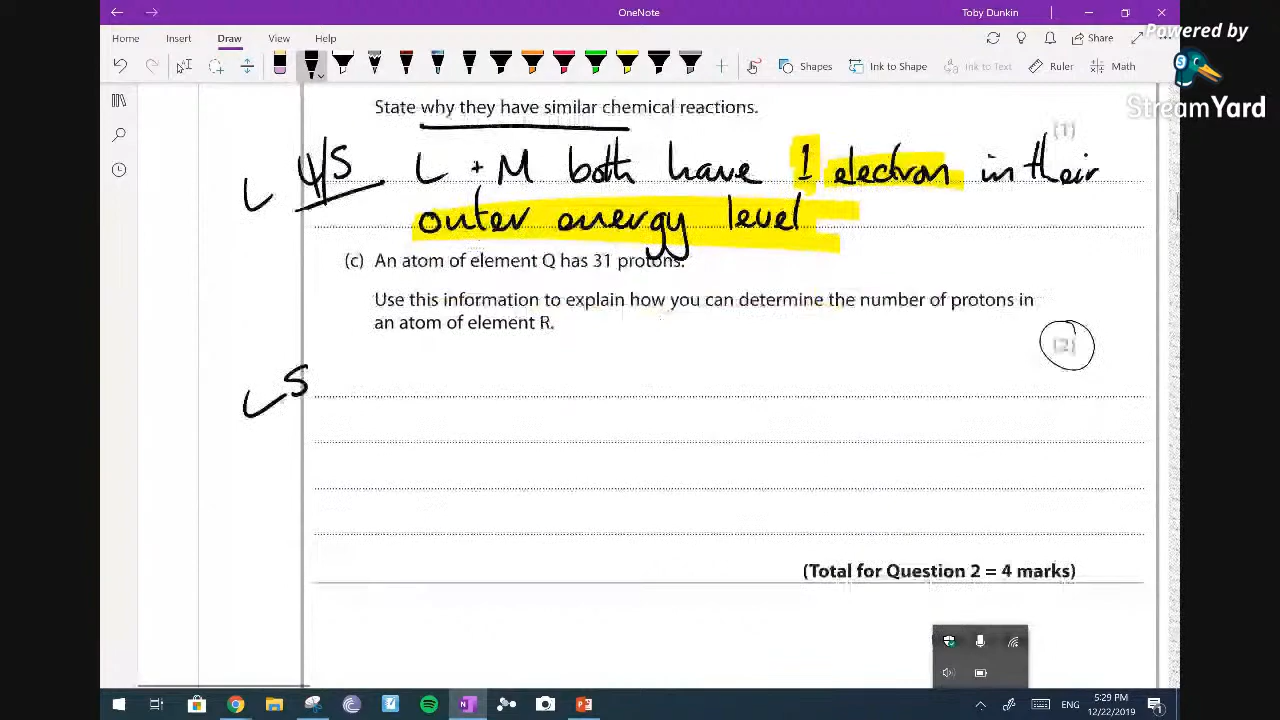 OneNote
Toby Dunkin
Powered by
StreamYard
Home Insert Draw View Help
Share
Shapes Ink to Shape Ink to Text Ruler Math
State why they have similar chemical reactions.
(1)
L + M both have 1 electron in their
outer energy level
(c) An atom of element Q has 31 protons.
Use this information to explain how you can determine the number of protons in
an atom of element R.
(2)
S
(Total for Question 2 = 4 marks)
ENG
5:29 PM
12/22/2019